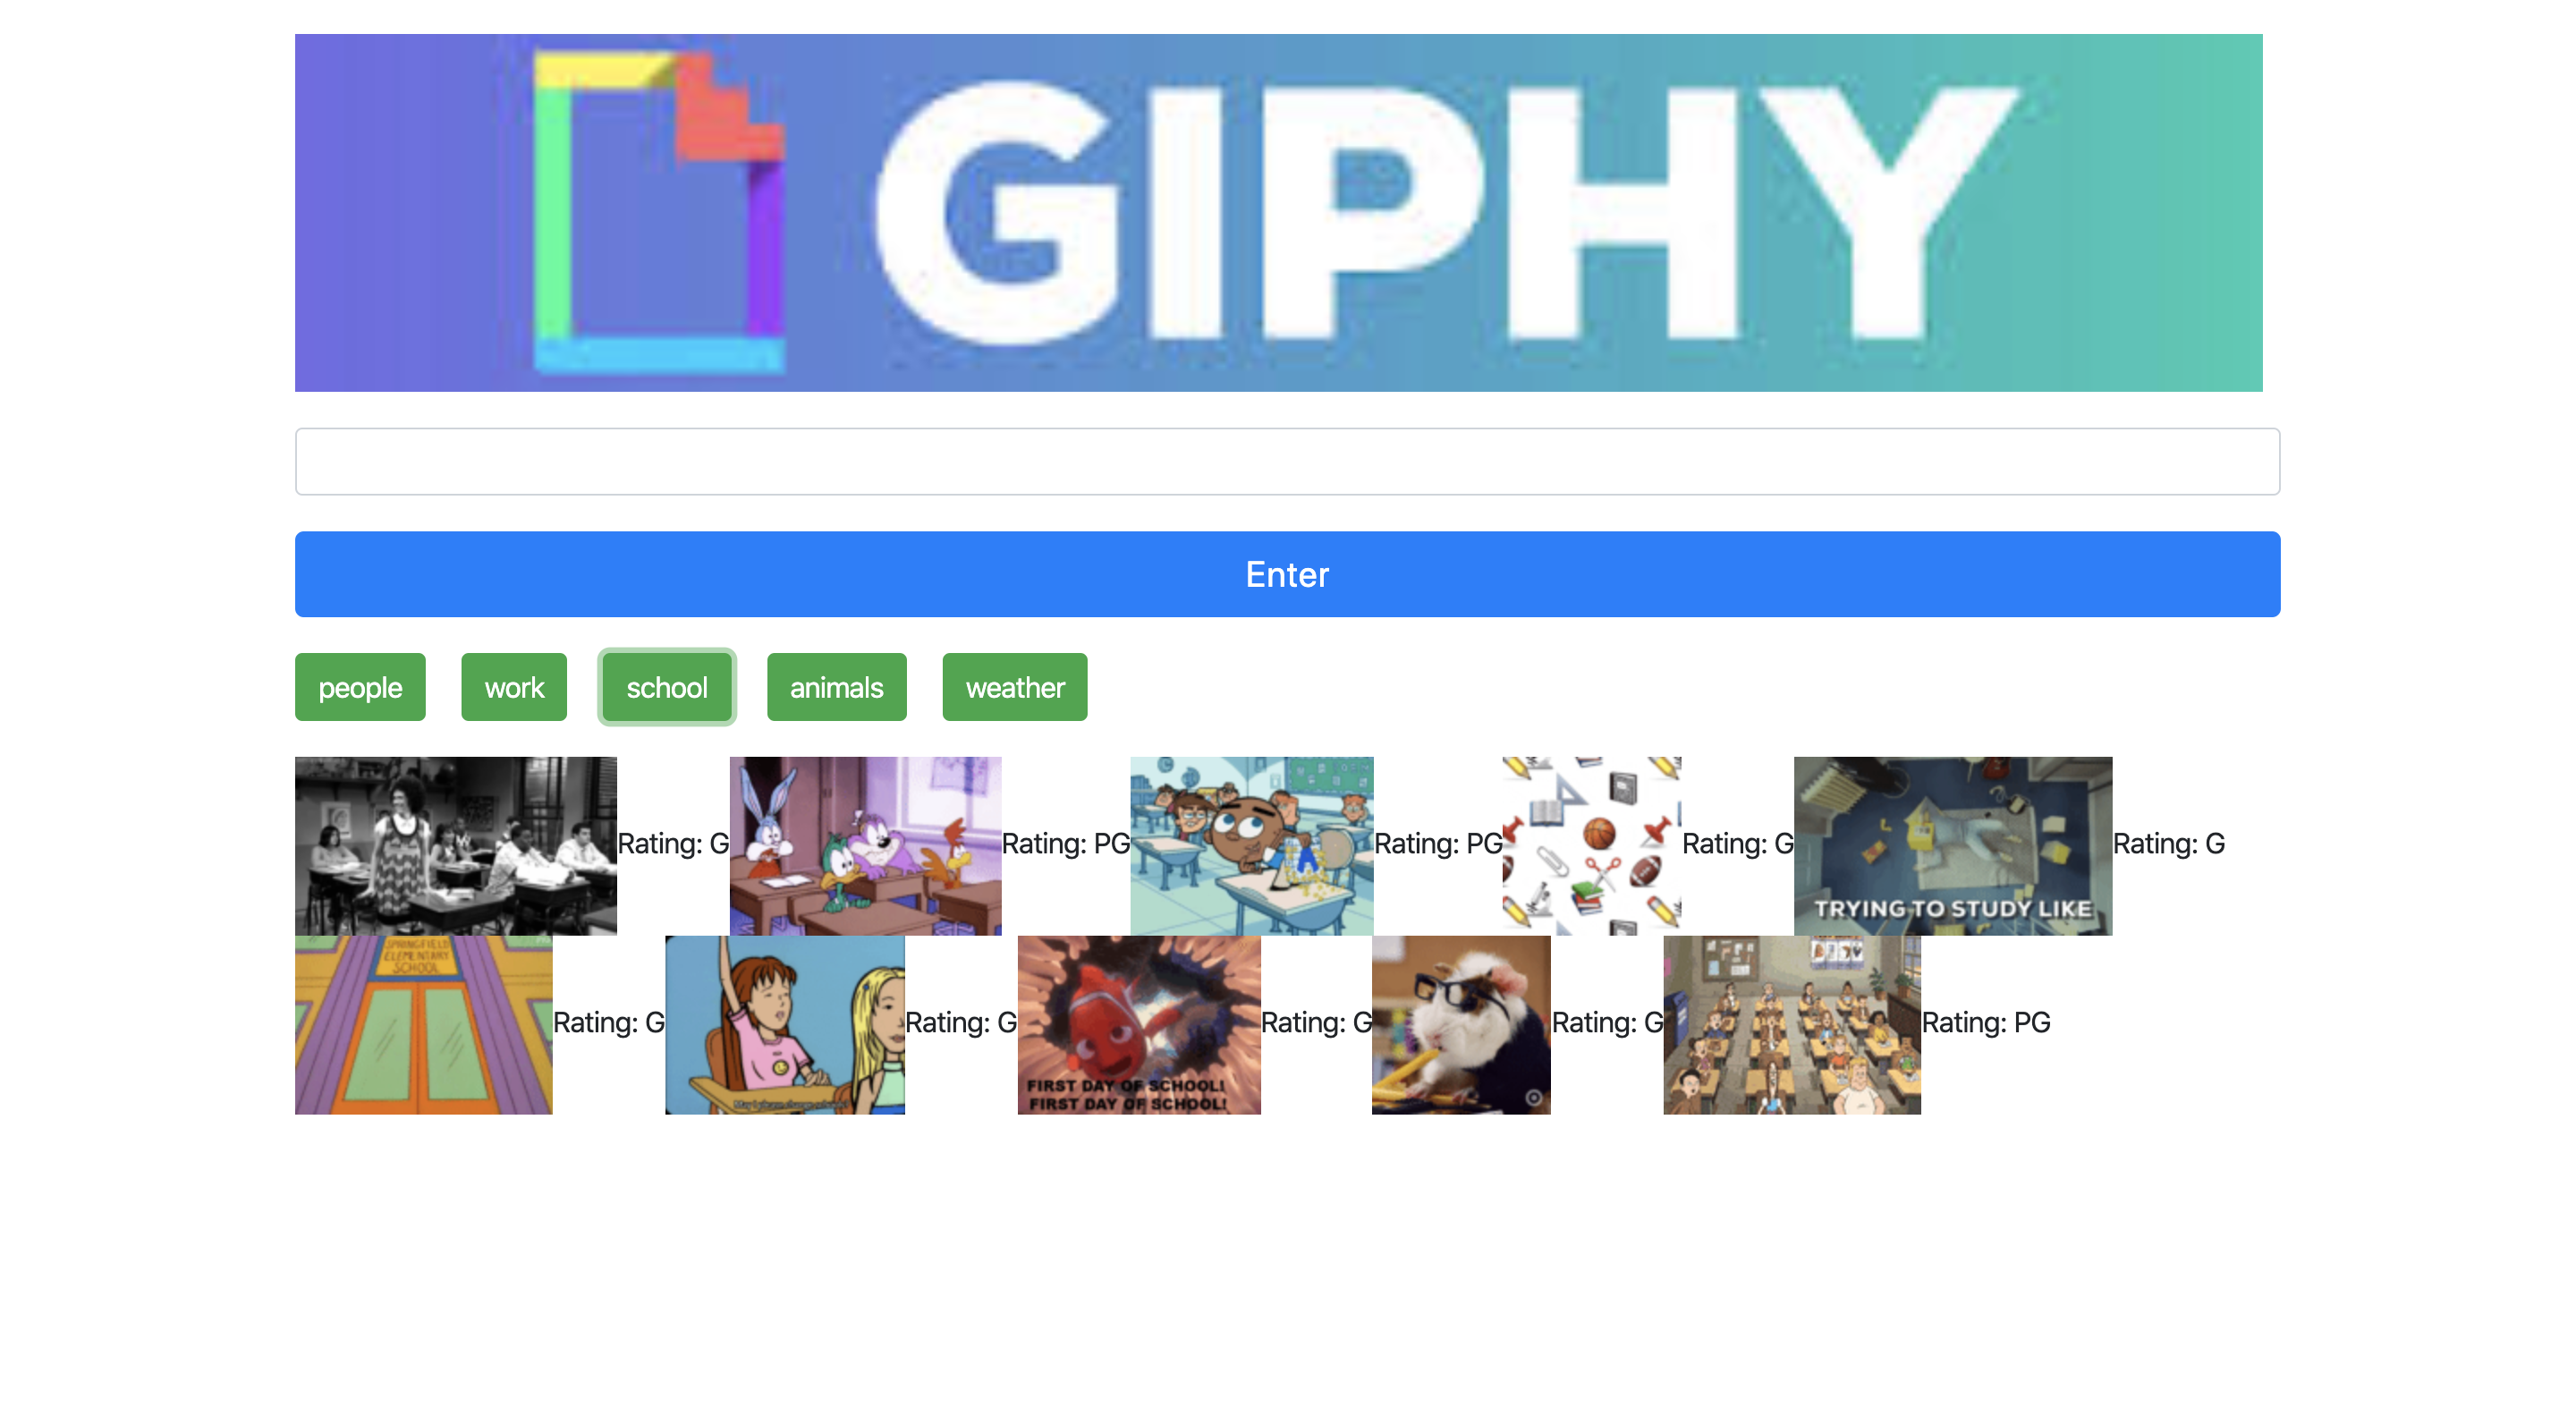 GIPHY
Enter
people work school animals weather
Rating: G Rating: PG Rating: PG Rating: G TRYING TO STUDY LIKE Rating: G
SPRINGFIELD
ELEMENTARY
SCHOOL
Rating: G Rating: G Rating: G Rating: G Rating: PG
FIRST DAY OF SCHOOL!
FIRST DAY OF SCHOOL!